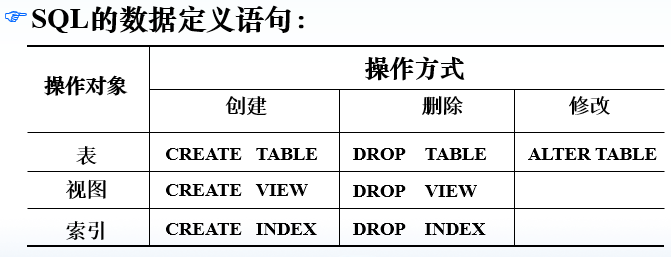 SQL的数据定义语句:
操作对象 操作方式
创建 删除 修改
表 CREATE TABLE DROP TABLE ALTER TABLE
视图 CREATE VIEW DROP VIEW
索引 CREATE INDEX DROP INDEX